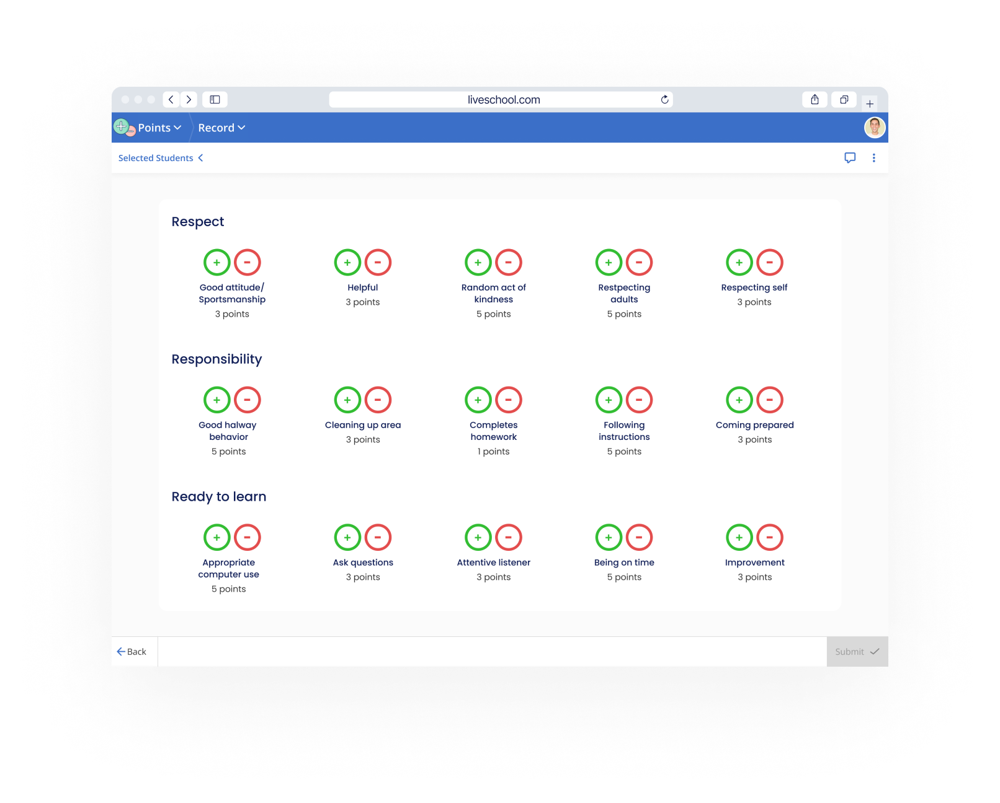 liveschool.com
Points
Record
Selected Students
Respect
Good attitude/
Sportsmanship
3 points
Helpful
3 points
Random act of
kindness
5 points
Restpecting
adults
5 points
Respecting self
3 points
Responsibility
Good halway
behavior
5 points
Cleaning up area
3 points
Completes
homework
1 points
Following
instructions
5 points
Coming prepared
3 points
Ready to learn
Appropriate
computer use
5 points
Ask questions
3 points
Attentive listener
3 points
Being on time
5 points
Improvement
3 points
Back
Submit